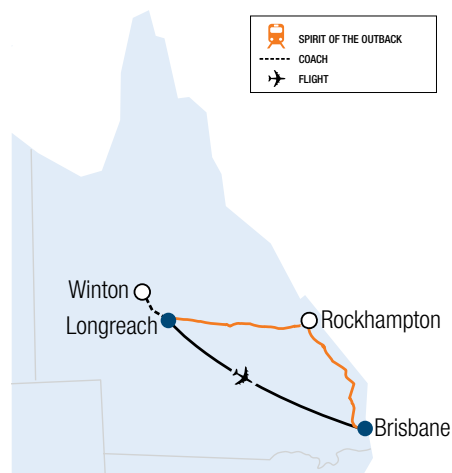 SPIRIT OF THE OUTBACK
COACH
FLIGHT
Winton
Longreach
Rockhampton
Brisbane